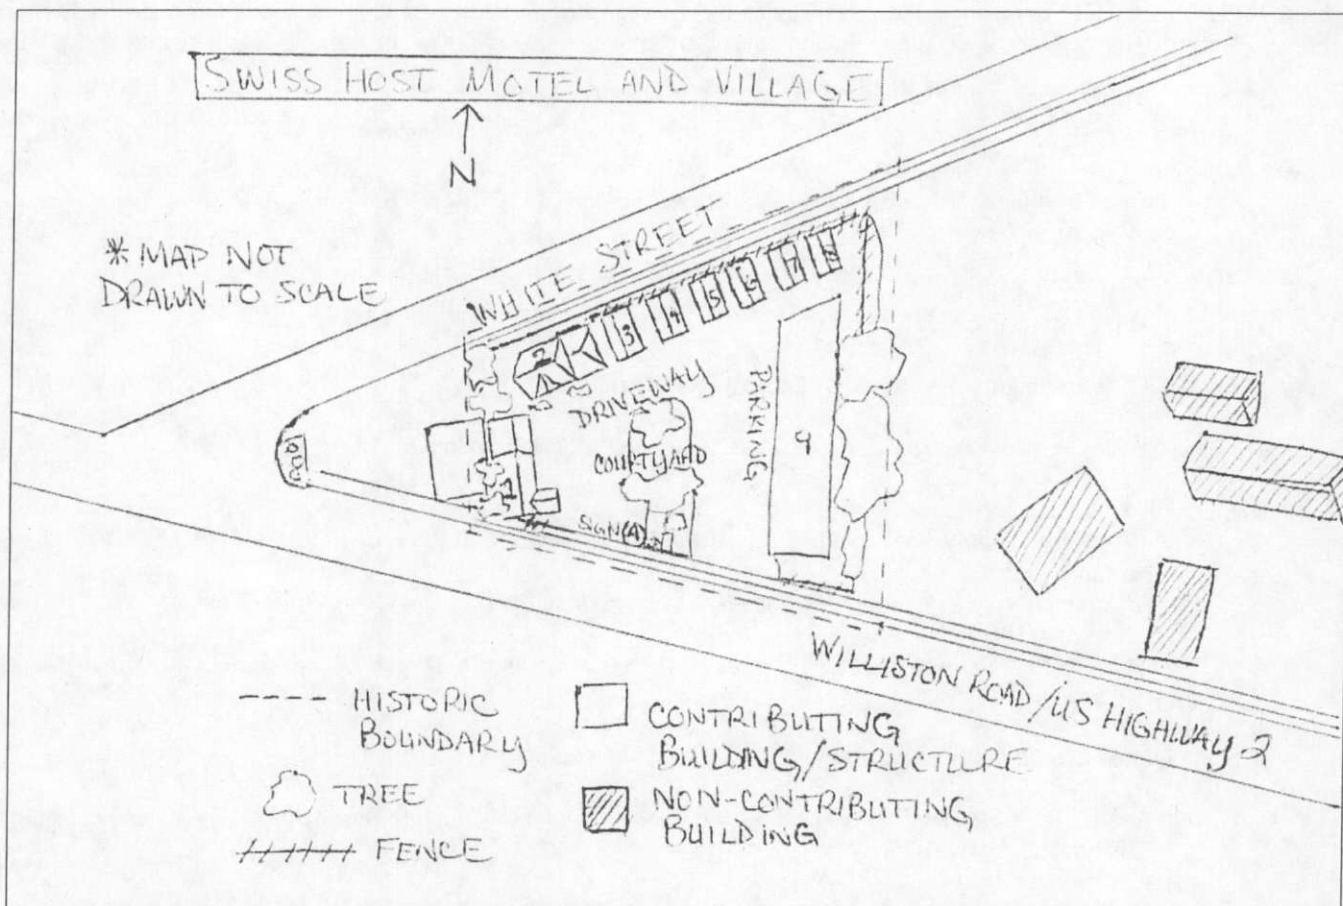 SWISS HOST MOTEL AND VILLAGE
N
* MAP NOT
DRAWN TO SCALE
WHITE STREET
2
3
4
5
6
7
8
1
DRIVEWAY
COURTYARD
PARKING
9
SIGN (A)
WILLISTON ROAD / US HIGHWAY 2
---- HISTORIC
BOUNDARY
TREE
FENCE
CONTRIBUTING
BUILDING/STRUCTURE
NON-CONTRIBUTING
BUILDING